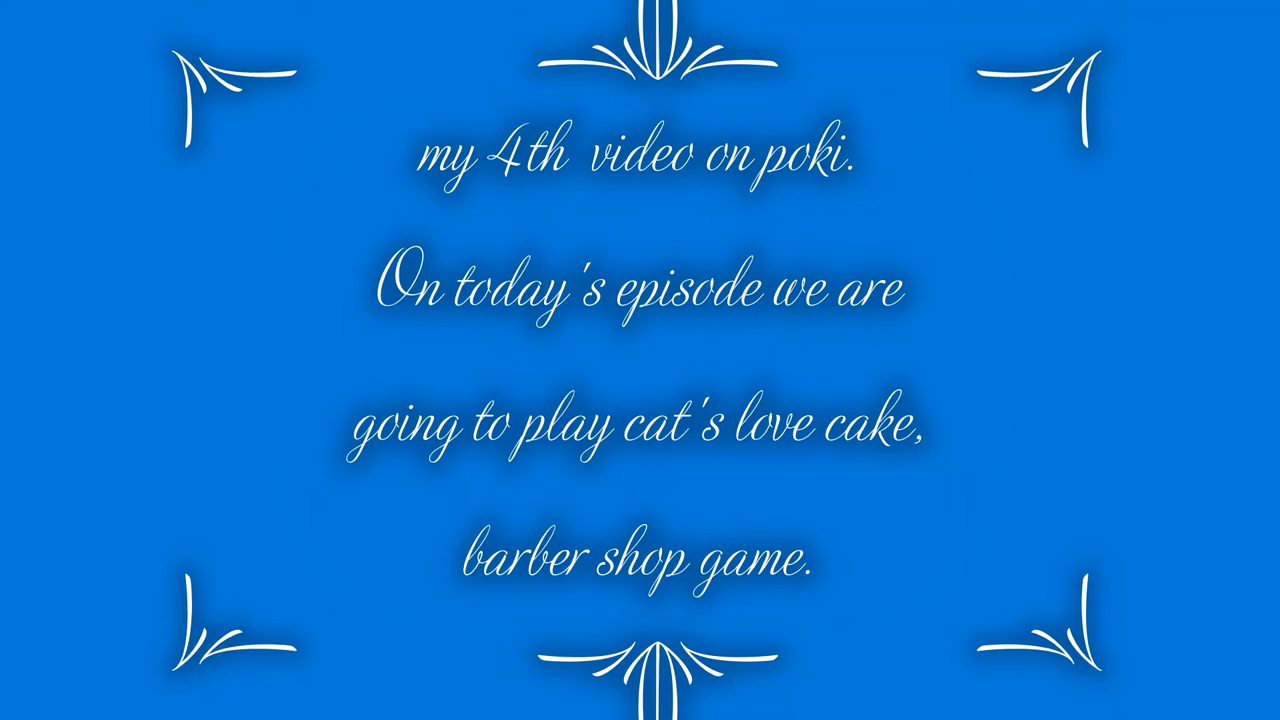 my 4th video on poki.
On today's episode we are
going to play cat's love cake,
barber shop game.